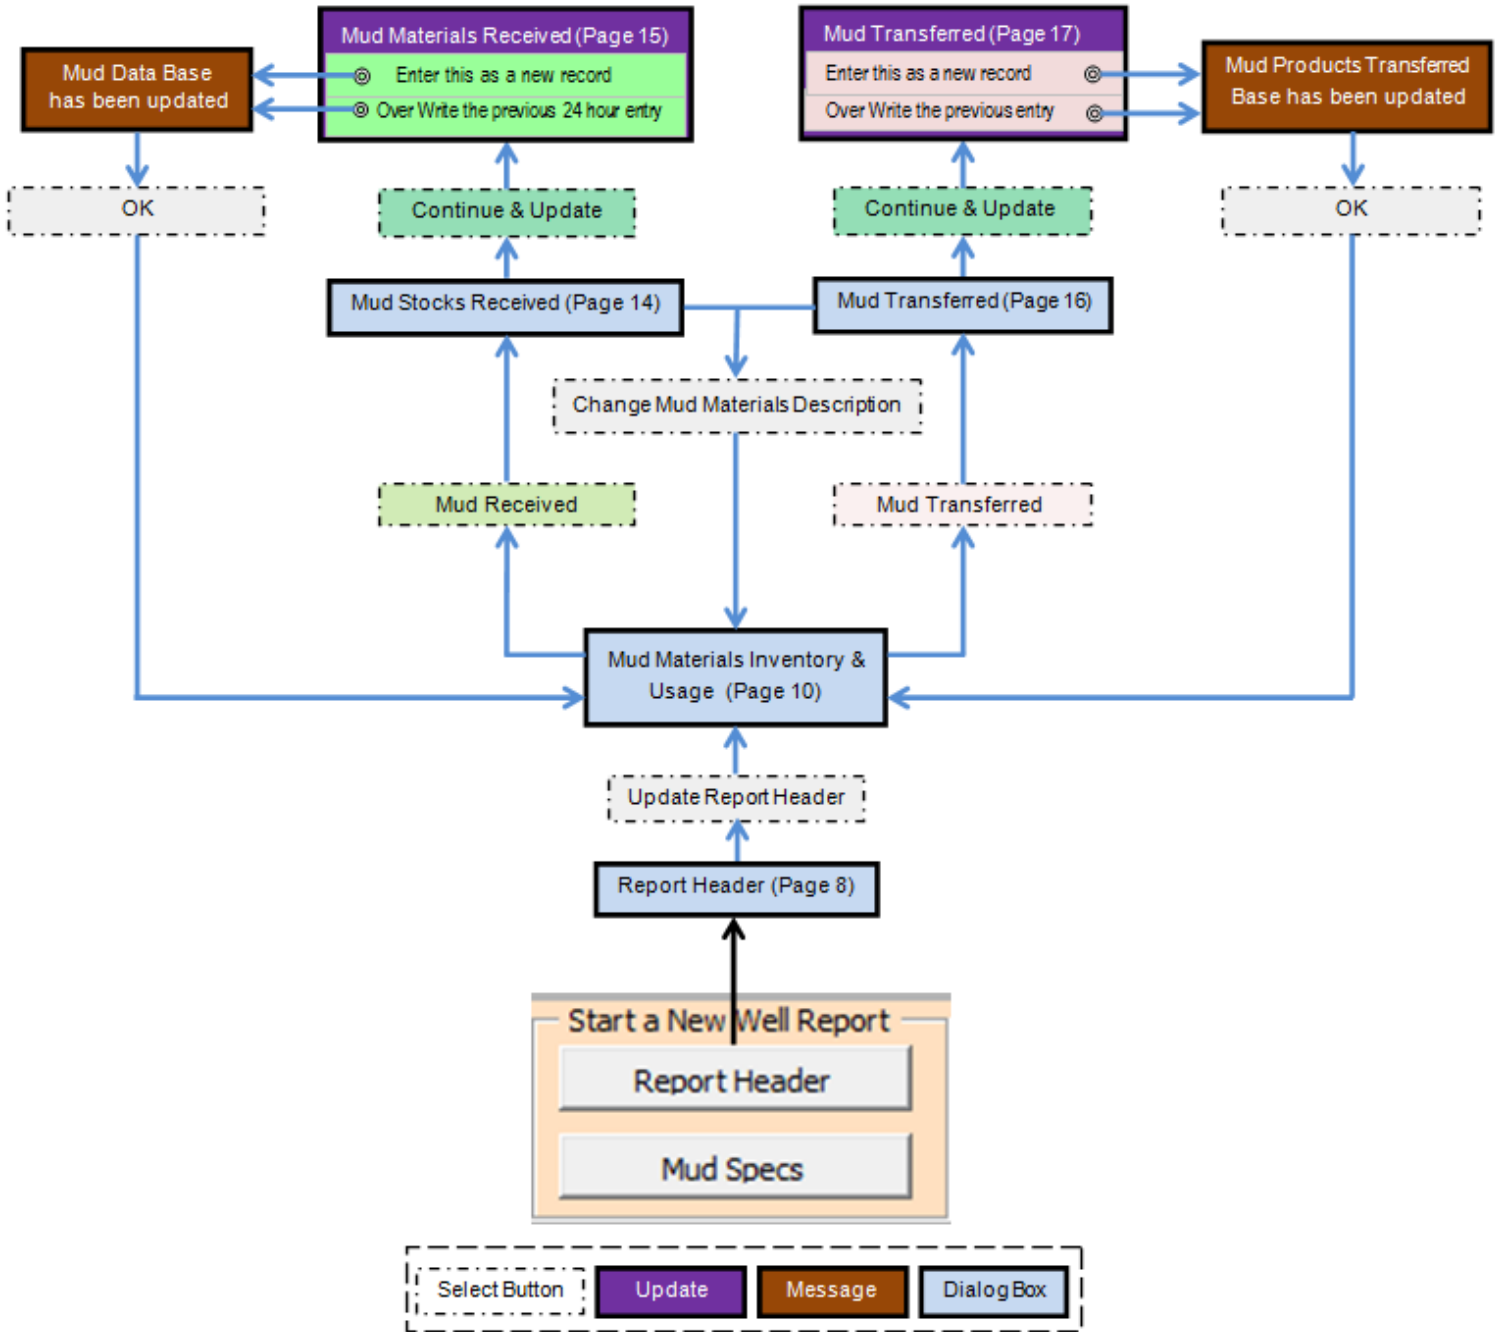 Mud Materials Received (Page 15)
Enter this as a new record
Over Write the previous 24 hour entry
Mud Transferred (Page 17)
Enter this as a new record
Over Write the previous entry
Mud Data Base
has been updated
Mud Products Transferred
Base has been updated
OK
Continue & Update
Continue & Update
OK
Mud Stocks Received (Page 14)
Mud Transferred (Page 16)
Change Mud Materials Description
Mud Received
Mud Transferred
Mud Materials Inventory &
Usage (Page 10)
Update Report Header
Report Header (Page 8)
Start a New Well Report
Report Header
Mud Specs
Select Button
Update
Message
Dialog Box